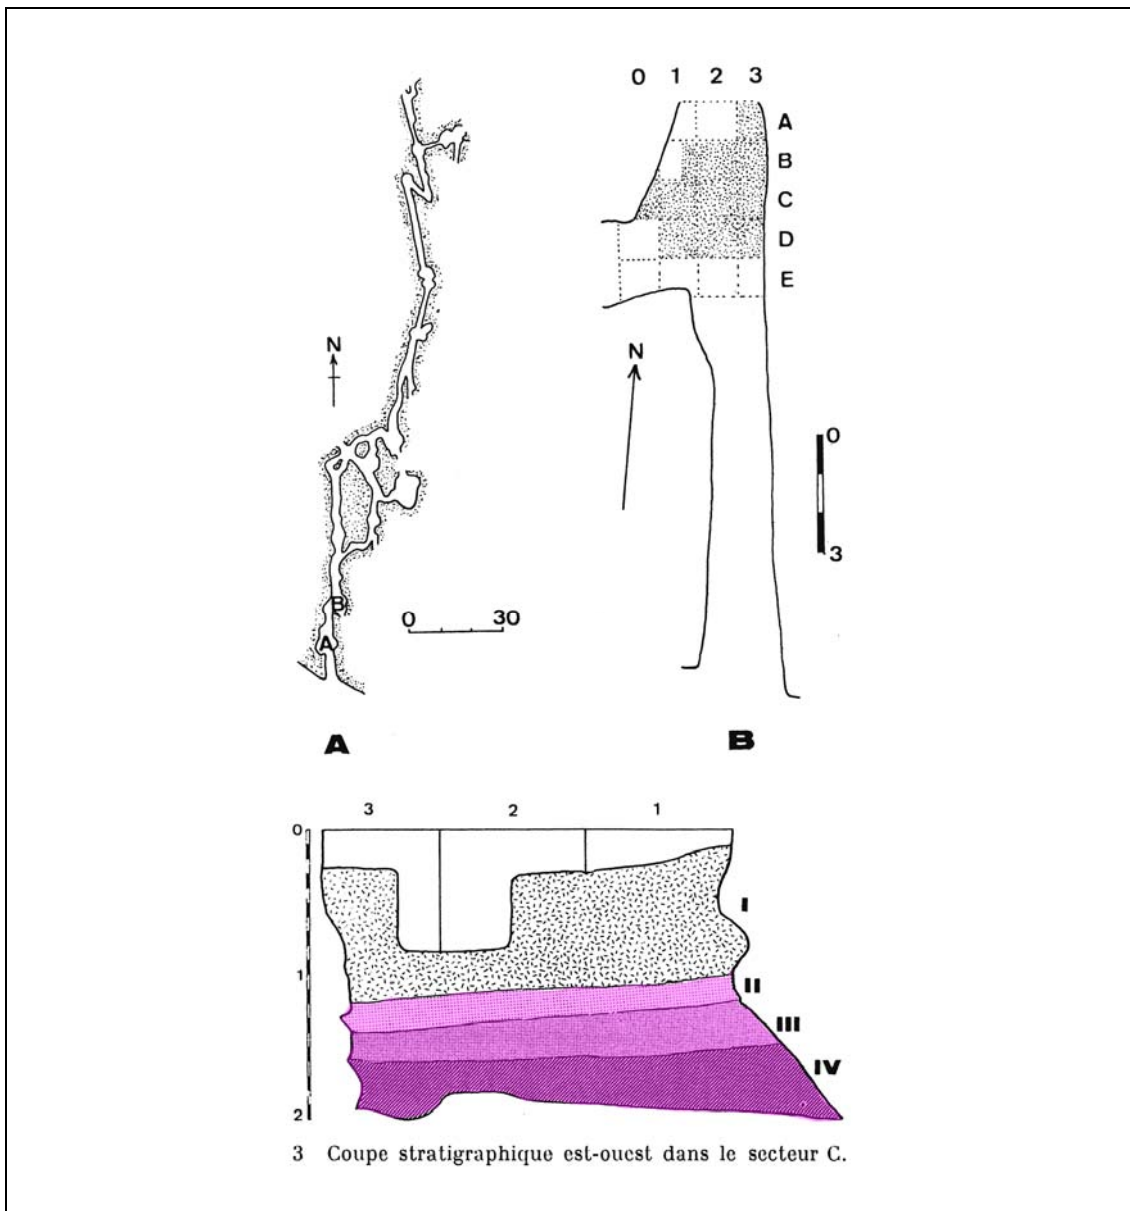 0 1 2 3
A
B
C
D
E
N
N
0
3
B
A
0 30
A B
3 2 1
0
I
1
II
III
IV
2
3 Coupe stratigraphique est-ouest dans le secteur C.